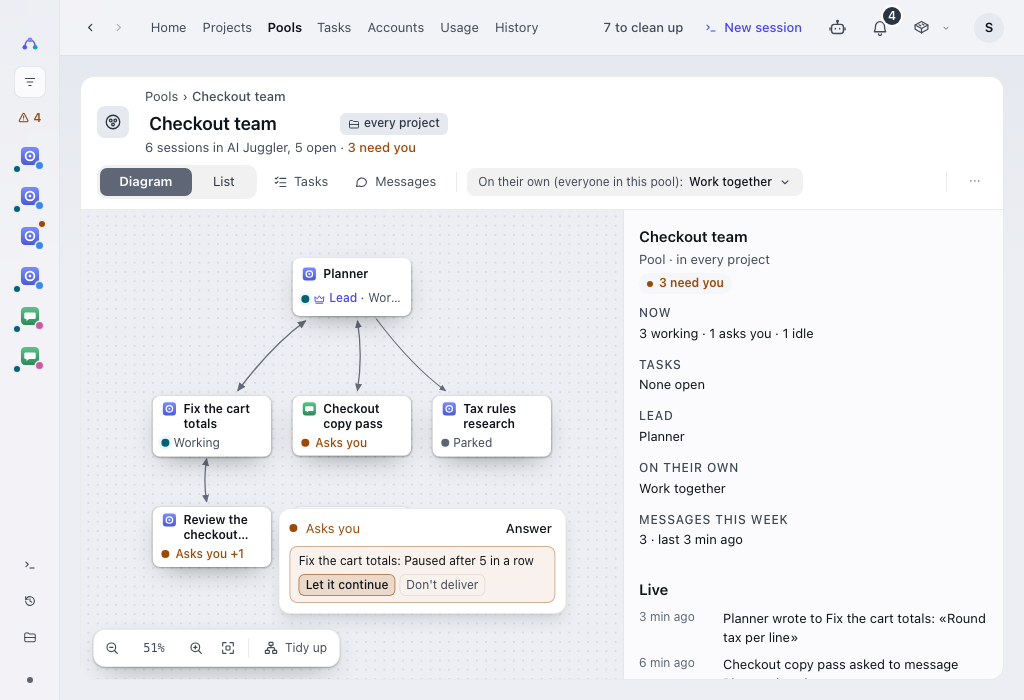 Home Projects Pools Tasks Accounts Usage History 7 to clean up New session 4 S
4
Pools › Checkout team
Checkout team every project
6 sessions in AI Juggler, 5 open · 3 need you
Diagram List Tasks Messages On their own (everyone in this pool): Work together
Planner
Lead · Wor...
Fix the cart totals
Working
Checkout copy pass
Asks you
Tax rules research
Parked
Review the checkout...
Asks you +1
Asks you Answer
Fix the cart totals: Paused after 5 in a row
Let it continue Don't deliver
51% Tidy up
Checkout team
Pool · in every project
3 need you
NOW
3 working · 1 asks you · 1 idle
TASKS
None open
LEAD
Planner
ON THEIR OWN
Work together
MESSAGES THIS WEEK
3 · last 3 min ago
Live
3 min ago Planner wrote to Fix the cart totals: «Round
tax per line»
6 min ago Checkout copy pass asked to message